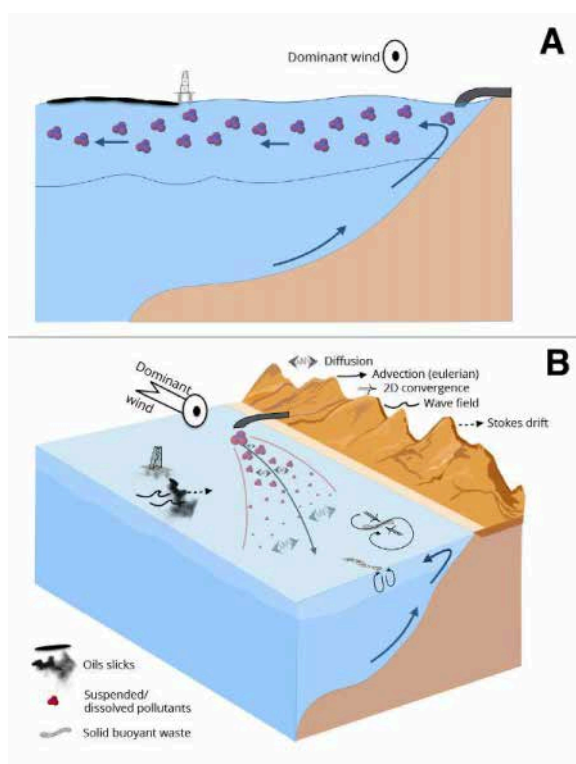 A
Dominant wind
B
Diffusion
Advection (eulerian)
2D convergence
Wave field
Stokes drift
Dominant
wind
Oils slicks
Suspended/
dissolved pollutants
Solid buoyant waste